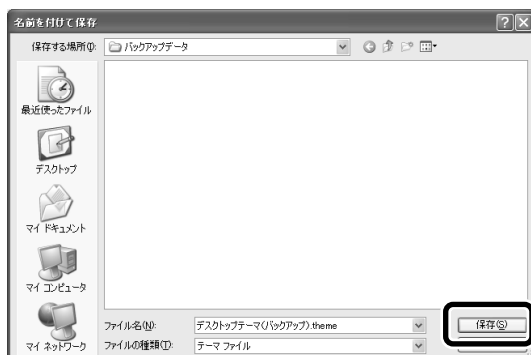 名前を付けて保存
保存する場所(I): バックアップデータ
最近使ったファイル
デスクトップ
マイ ドキュメント
マイ コンピュータ
マイ ネットワーク
ファイル名(N): デスクトップテーマ(バックアップ).theme 保存(S)
ファイルの種類(T): テーマ ファイル